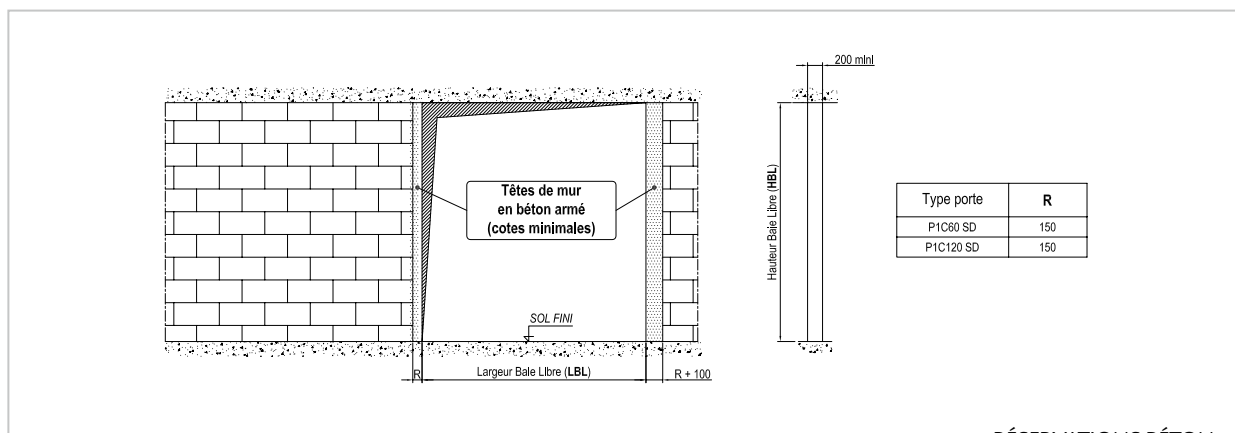 200 mlnl
Têtes de mur
en béton armé
(cotes minimales)
Hauteur Baie Libre (HBL)
Type porte R
P1C60 SD 150
P1C120 SD 150
SOL FINI
R
Largeur Baie Libre (LBL)
R + 100